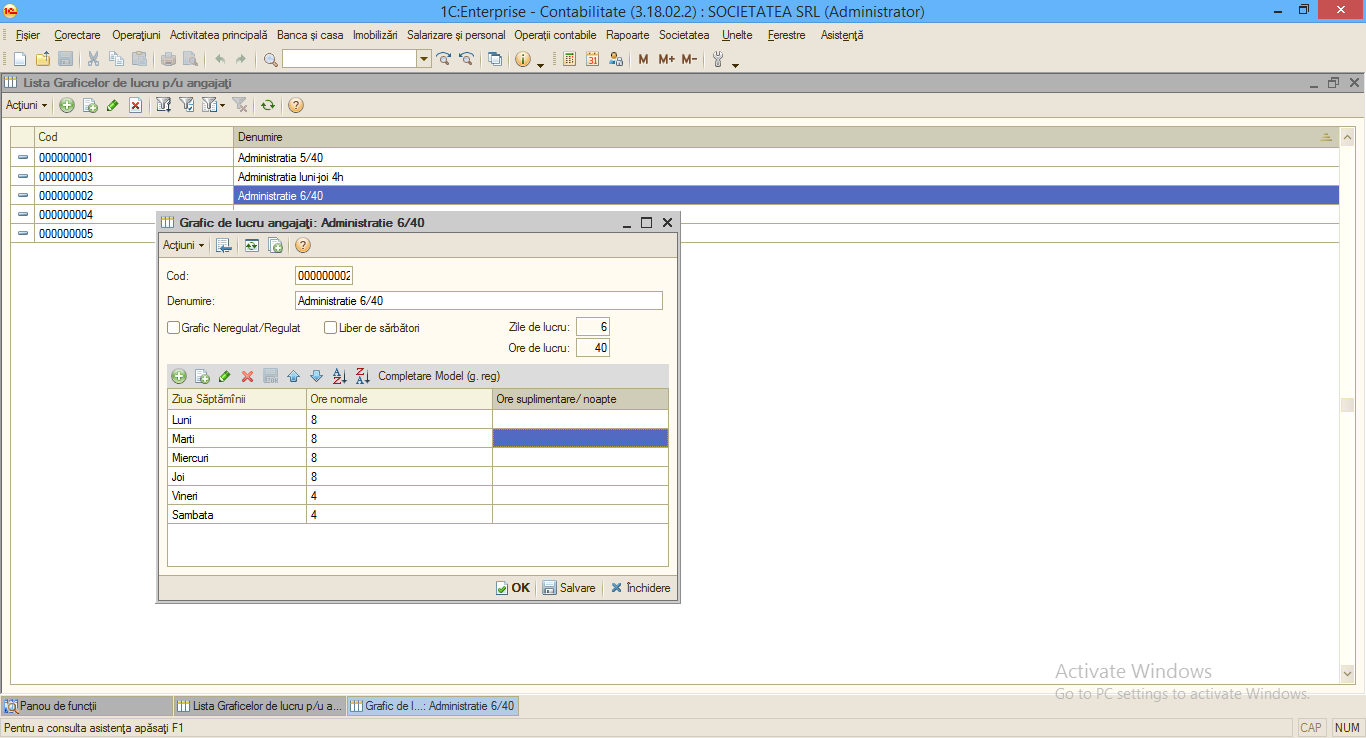 1C:Enterprise - Contabilitate (3.18.02.2) : SOCIETATEA SRL (Administrator)
Fișier Corectare Operațiuni Activitatea principală Banca și casa Imobilizări Salarizare și personal Operații contabile Rapoarte Societatea Unelte Ferestre Asistență
M M+ M-
Lista Graficelor de lucru p/u angajați
Acțiuni
Cod Denumire
000000001 Administratia 5/40
000000003 Administratia luni-joi 4h
000000002 Administratie 6/40
000000004
000000005
Grafic de lucru angajați: Administratie 6/40
Acțiuni
Cod: 000000002
Denumire: Administratie 6/40
Grafic Neregulat/Regulat Liber de sărbători Zile de lucru: 6
Ore de lucru: 40
Completare Model (g. reg)
Ziua Săptămînii Ore normale Ore suplimentare/ noapte
Luni 8
Marti 8
Miercuri 8
Joi 8
Vineri 4
Sambata 4
OK Salvare Închidere
Activate Windows
Go to PC settings to activate Windows.
Panou de funcții Lista Graficelor de lucru p/u a... Grafic de l...: Administratie 6/40
Pentru a consulta asistența apăsați F1 CAP NUM